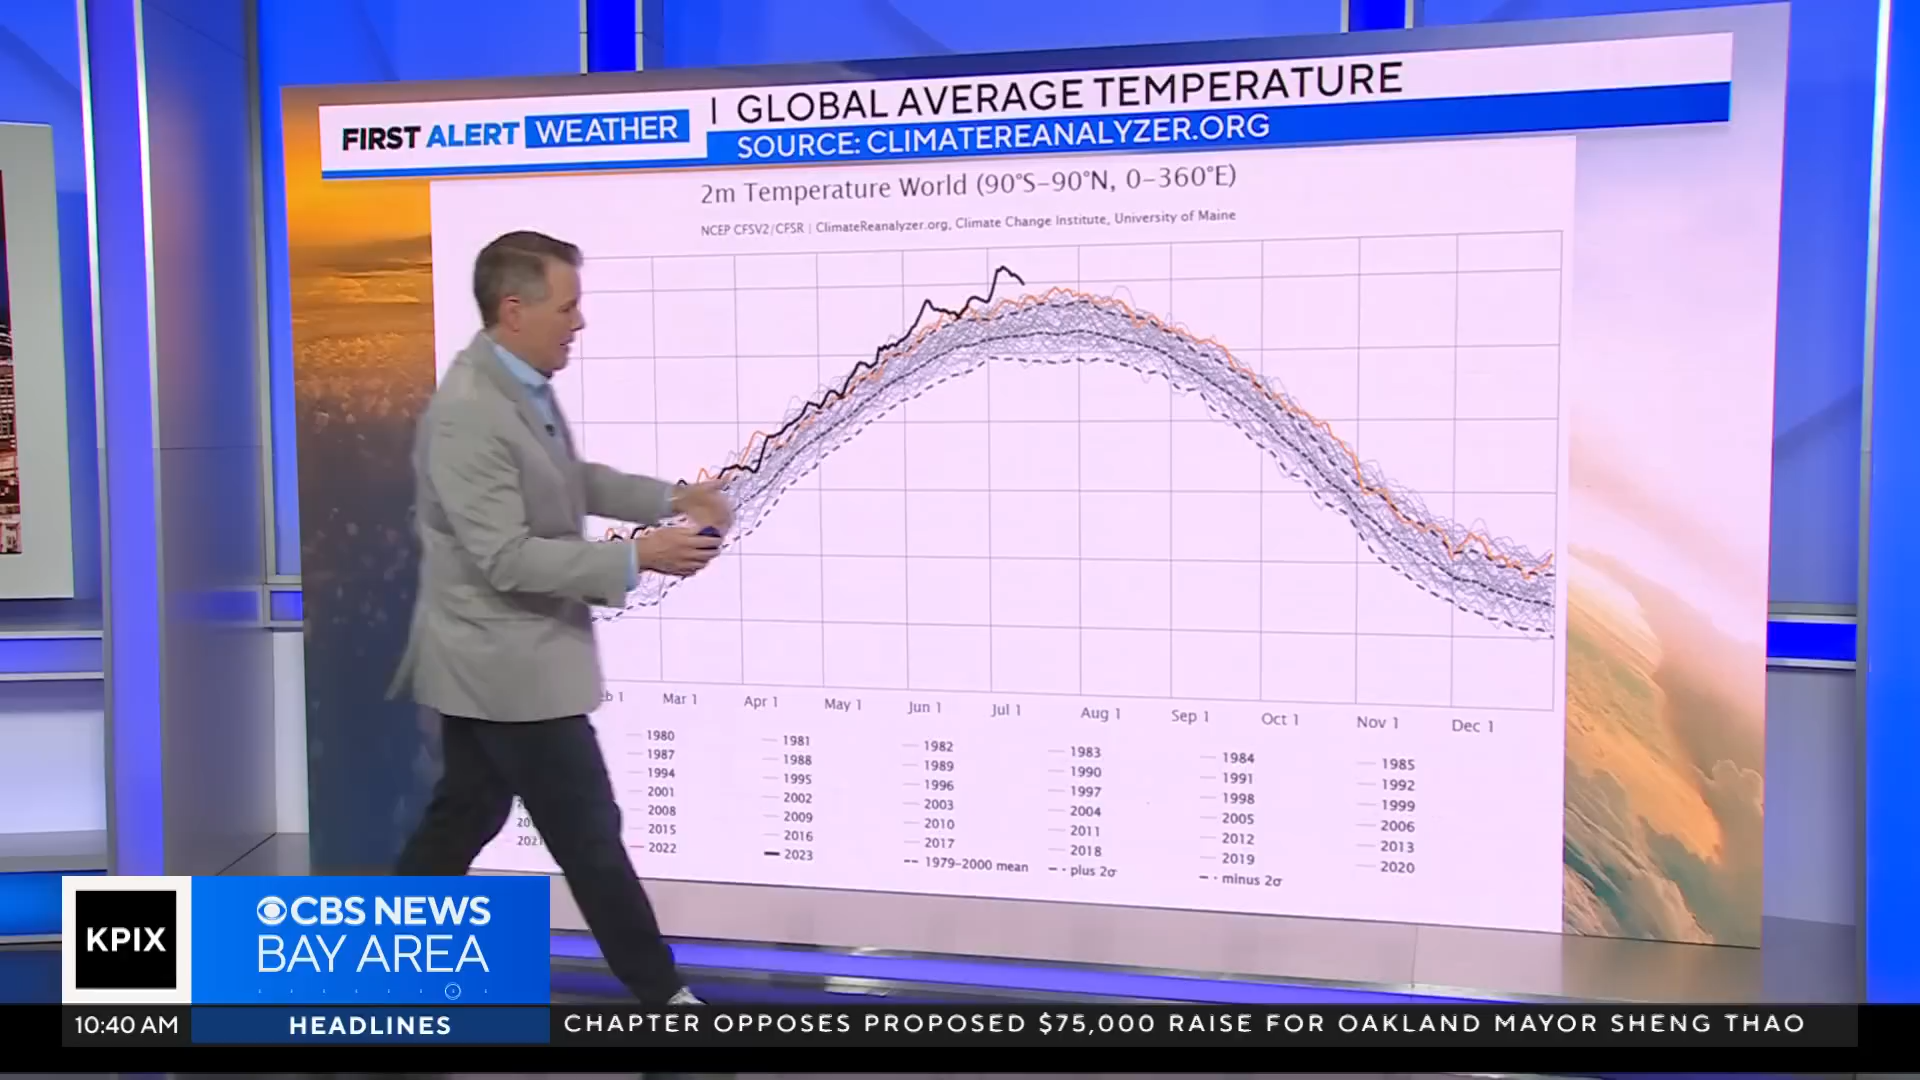 FIRST ALERT WEATHER | GLOBAL AVERAGE TEMPERATURE
SOURCE: CLIMATEREANALYZER.ORG
2m Temperature World (90°S–90°N, 0–360°E)
NCEP CFSV2/CFSR | ClimateReanalyzer.org, Climate Change Institute, University of Maine
Mar 1 Apr 1 May 1 Jun 1 Jul 1 Aug 1 Sep 1 Oct 1 Nov 1 Dec 1
1980 1981 1982 1983 1984 1985
1987 1988 1989 1990 1991 1992
1994 1995 1996 1997 1998 1999
2001 2002 2003 2004 2005 2006
2008 2009 2010 2011 2012 2013
2015 2016 2017 2018 2019 2020
2022 2023 1979–2000 mean plus 2σ minus 2σ
KPIX
CBS NEWS
BAY AREA
10:40 AM
HEADLINES
CHAPTER OPPOSES PROPOSED $75,000 RAISE FOR OAKLAND MAYOR SHENG THAO